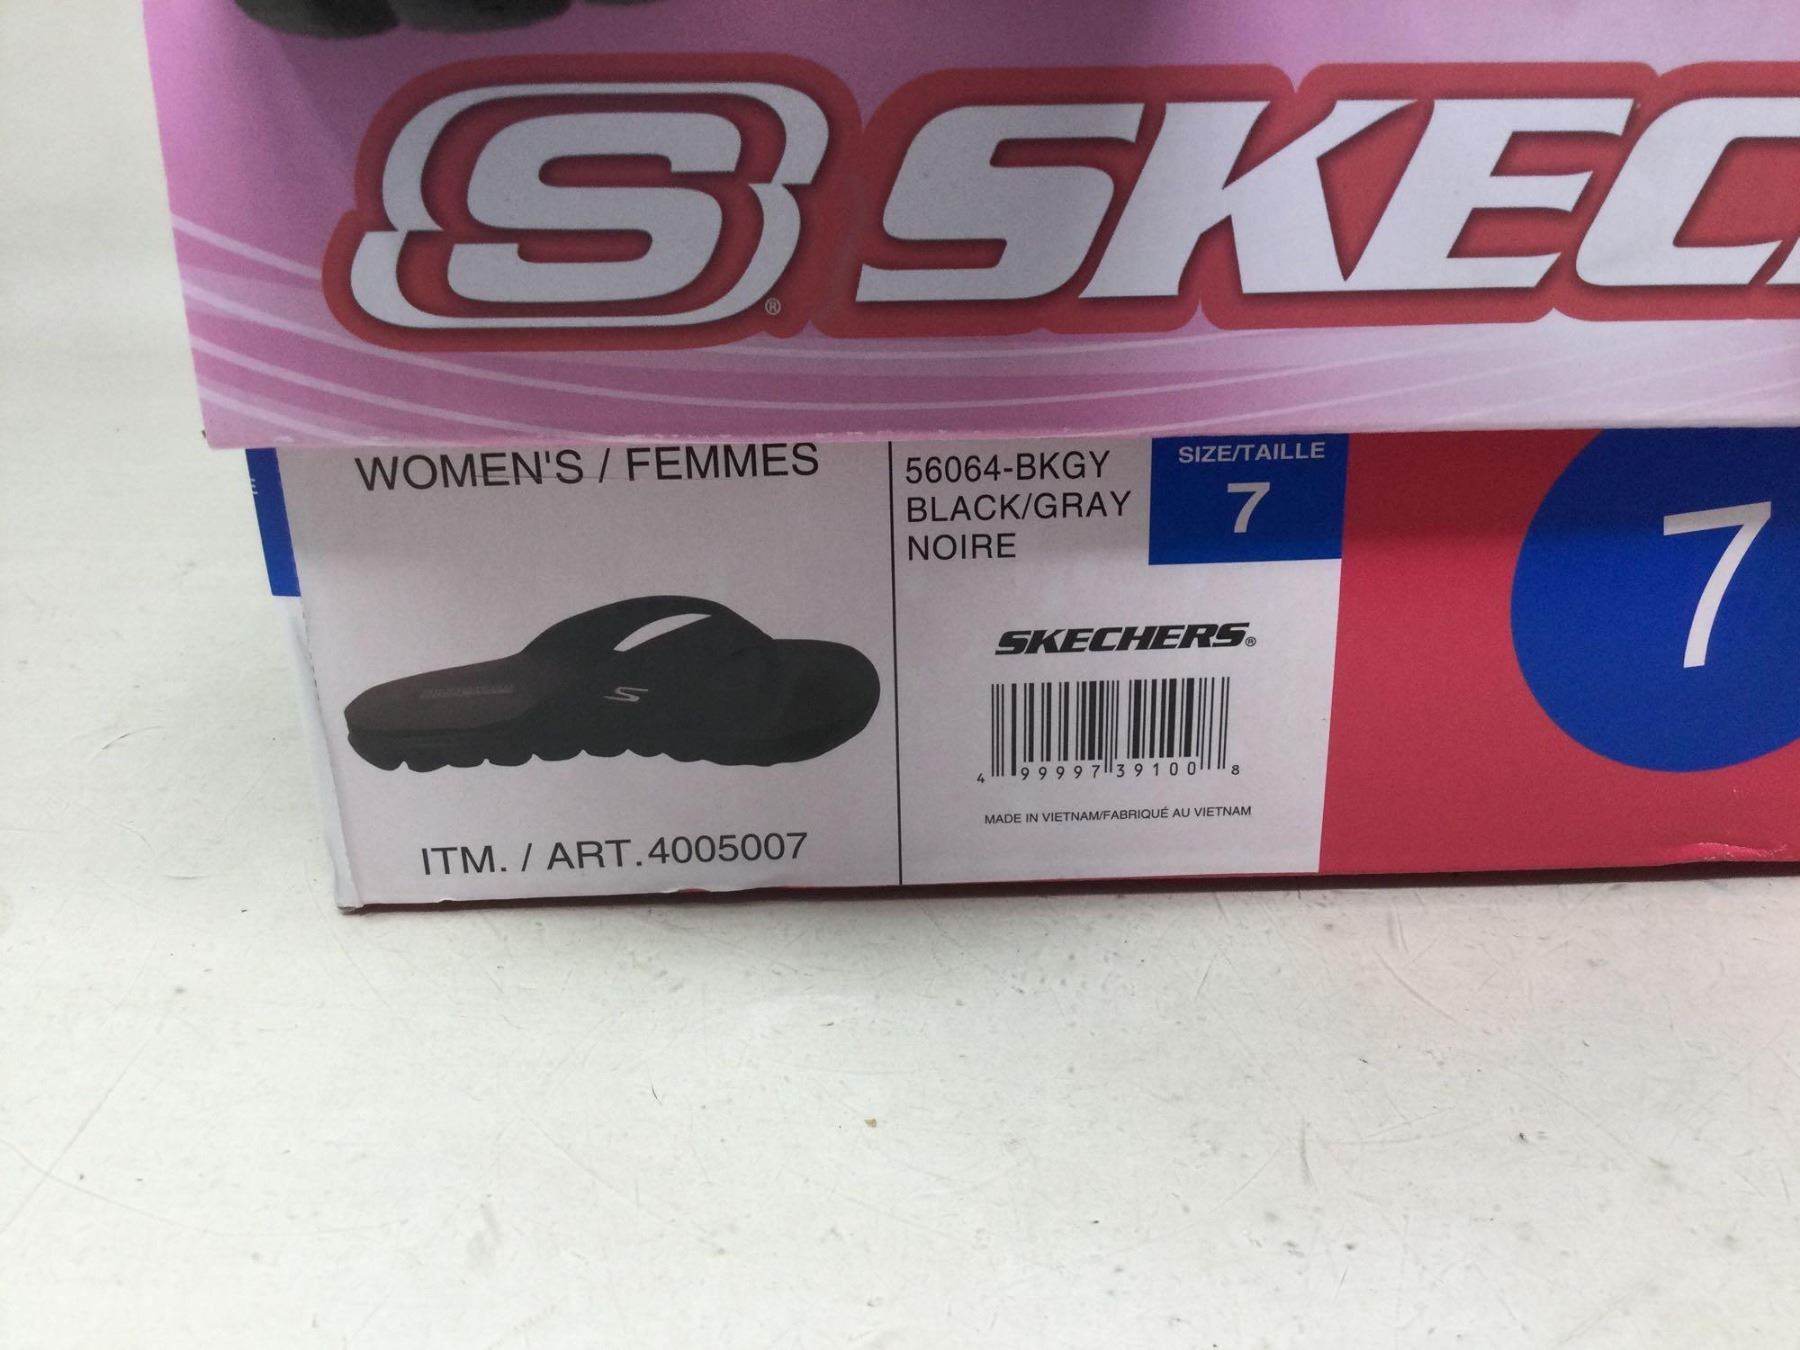 S® SKEC
WOMEN'S / FEMMES
56064-BKGY
BLACK/GRAY
NOIRE
SIZE/TAILLE
7
7
SKECHERS®
S
4 99997 39100 8
MADE IN VIETNAM/FABRIQUÉ AU VIETNAM
ITM. / ART. 4005007